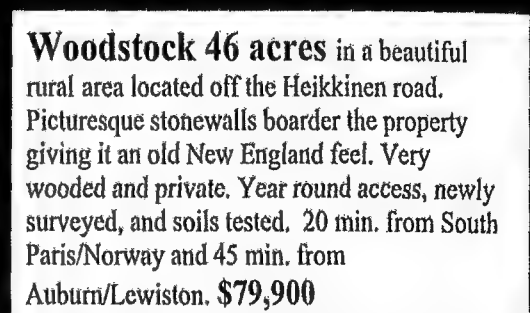 Woodstock 46 acres in a beautiful
rural area located off the Heikkinen road.
Picturesque stonewalls boarder the property
giving it an old New England feel. Very
wooded and private. Year round access, newly
surveyed, and soils tested. 20 min. from South
Paris/Norway and 45 min. from
Auburn/Lewiston. $79,900